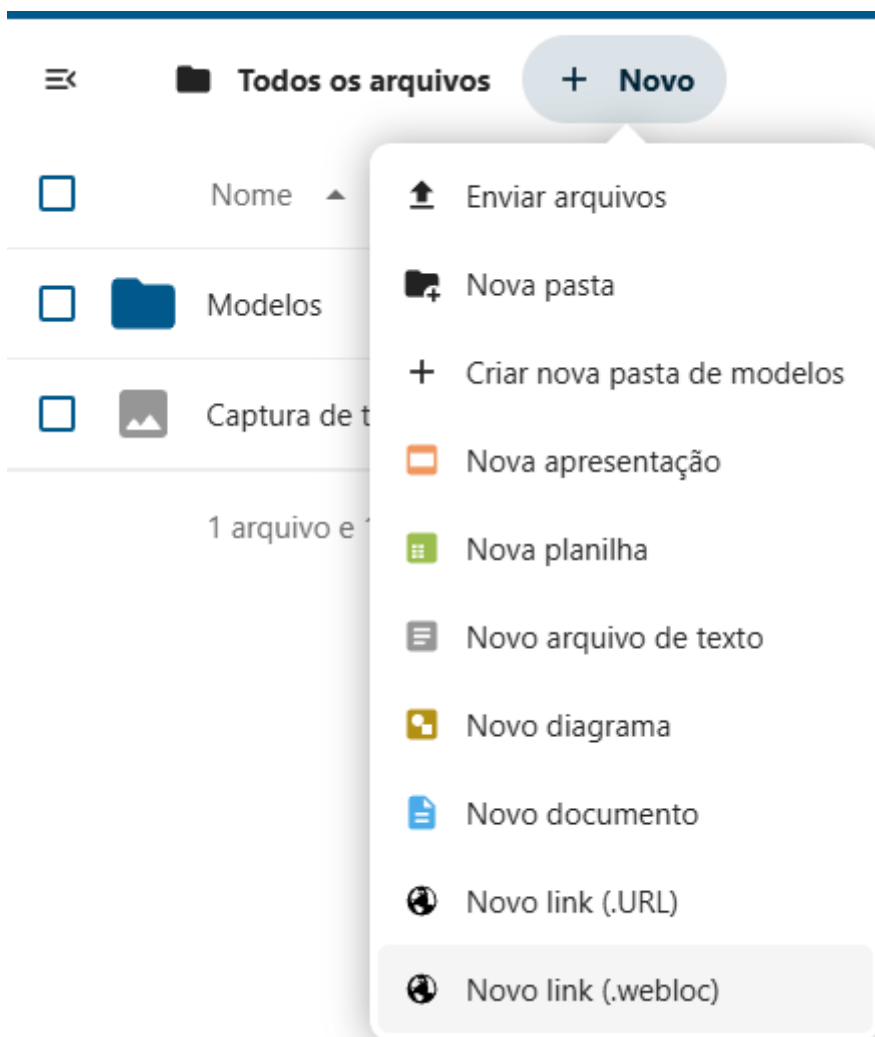 Todos os arquivos
+ Novo
Nome
Enviar arquivos
Nova pasta
Modelos
Criar nova pasta de modelos
Captura de t
Nova apresentação
1 arquivo e
Nova planilha
Novo arquivo de texto
Novo diagrama
Novo documento
Novo link (.URL)
Novo link (.webloc)